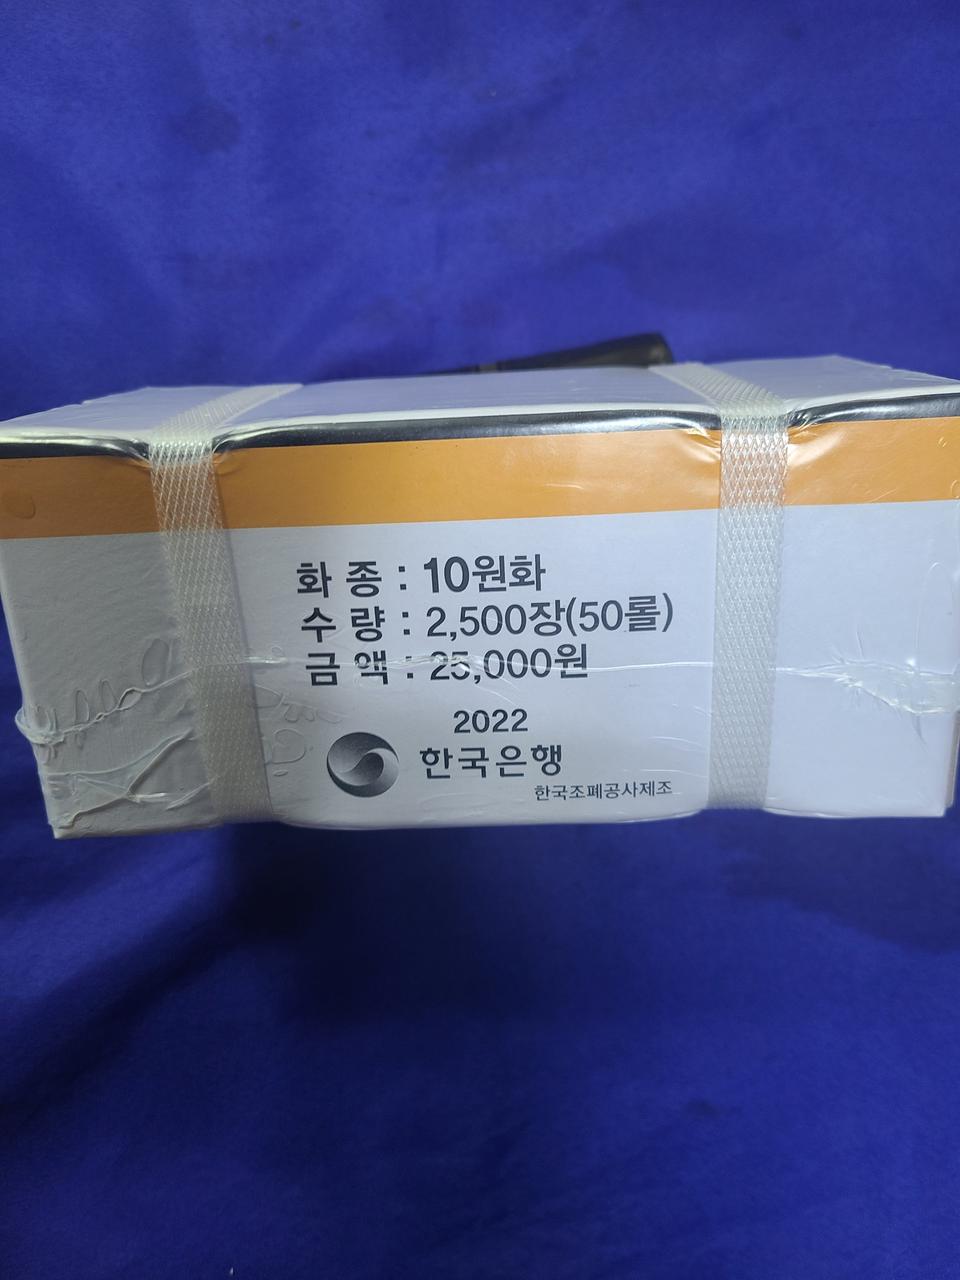 화 종 : 10원화
수 량 : 2,500장(50롤)
금 액 : 25,000원
2022
한국은행
한국조폐공사제조